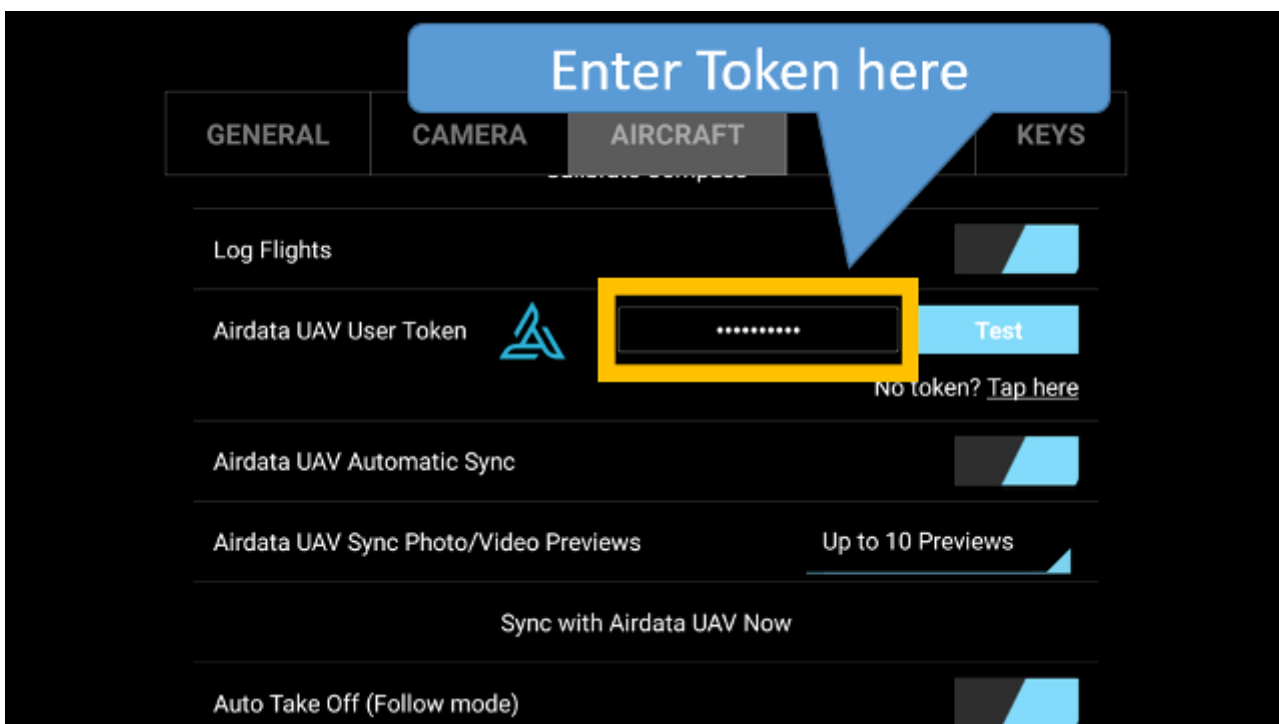 Enter Token here
GENERAL CAMERA AIRCRAFT KEYS
Log Flights
Airdata UAV User Token Test
No token? Tap here
Airdata UAV Automatic Sync
Airdata UAV Sync Photo/Video Previews Up to 10 Previews
Sync with Airdata UAV Now
Auto Take Off (Follow mode)